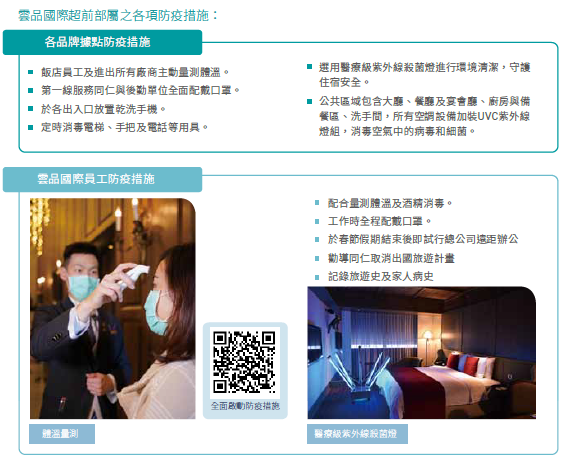 雲品國際超前部屬之各項防疫措施：
各品牌據點防疫措施
飯店員工及進出所有廠商主動量測體溫。
第一線服務同仁與後勤單位全面配戴口罩。
於各出入口放置乾洗手機。
定時消毒電梯、手把及電話等用具。
選用醫療級紫外線殺菌燈進行環境清潔，守護
住宿安全。
公共區域包含大廳、餐廳及宴會廳、廚房與備
餐區、洗手間，所有空調設備加裝UVC紫外線
燈組，消毒空氣中的病毒和細菌。
雲品國際員工防疫措施
配合量測體溫及酒精消毒。
工作時全程配戴口罩。
於春節假期結束後即試行總公司遠距辦公
勸導同仁取消出國旅遊計畫
記錄旅遊史及家人病史
全面啟動防疫措施
體溫量測
醫療級紫外線殺菌燈